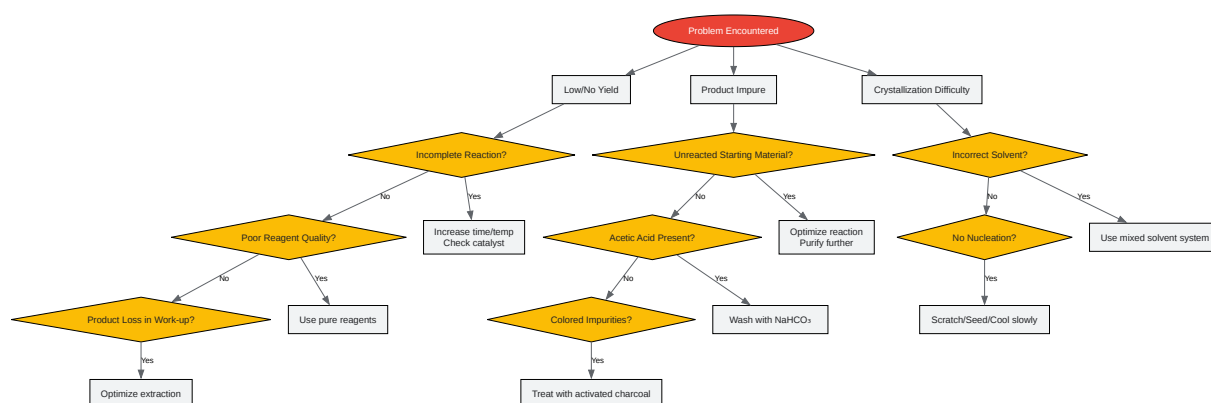 Problem Encountered
Low/No Yield
Product Impure
Crystallization Difficulty
Incomplete Reaction?
Unreacted Starting Material?
Incorrect Solvent?
No
Yes
No
Yes
No
Yes
Poor Reagent Quality?
Increase time/temp
Check catalyst
Acetic Acid Present?
Optimize reaction
Purify further
No Nucleation?
Use mixed solvent system
No
Yes
No
Yes
Yes
Product Loss in Work-up?
Use pure reagents
Colored Impurities?
Wash with NaHCO₃
Scratch/Seed/Cool slowly
Yes
Yes
Optimize extraction
Treat with activated charcoal